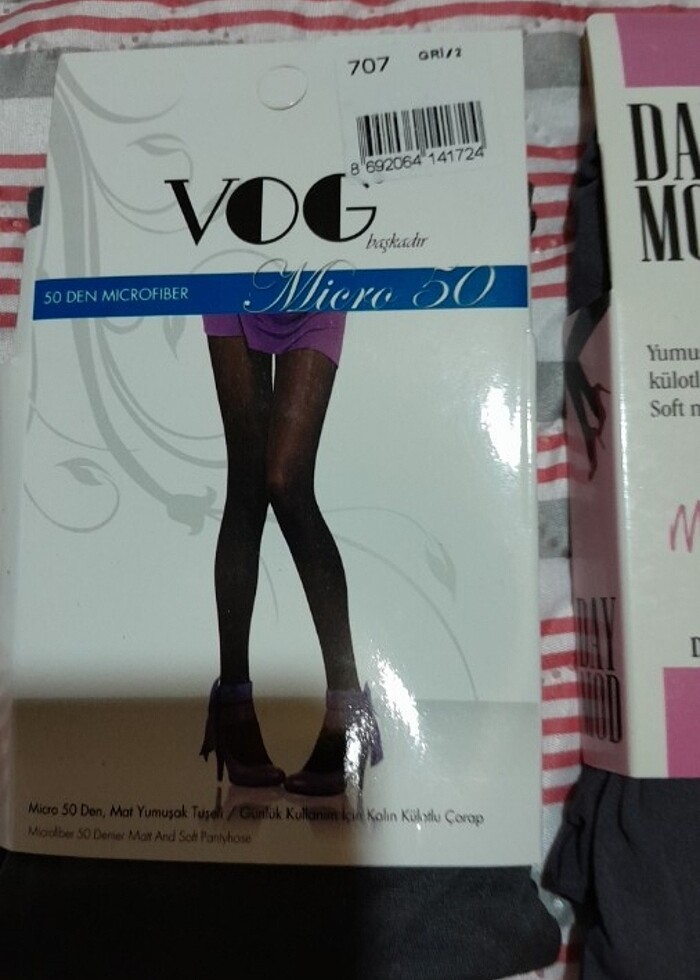 707 GRİ/2
8 692064 141724
VOG
başkadır
50 DEN MICROFIBER Micro 50
Micro 50 Den, Mat Yumuşak Tuşeli / Günlük Kullanım İçin Kalın Külotlu Çorap
Microfiber 50 Denier Matt And Soft Pantyhose
DA
MO
Yumu
külotl
Soft m
M
D
DAY
MOD